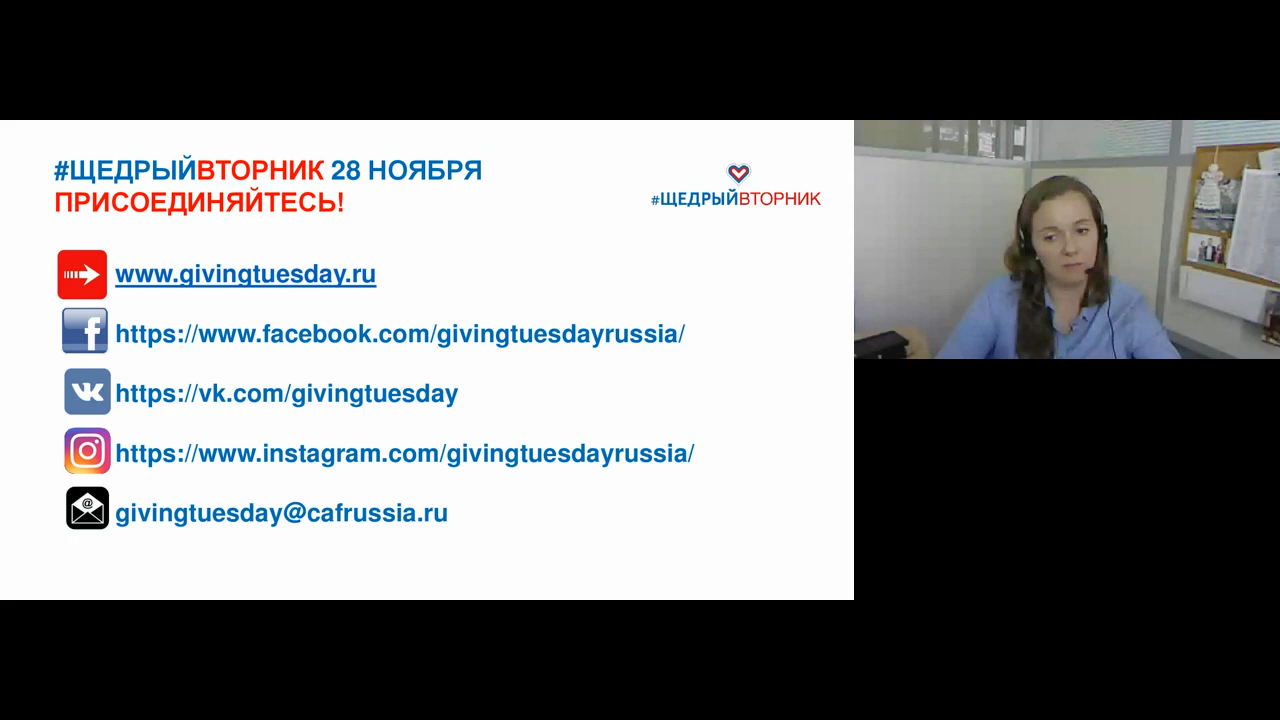 #ЩЕДРЫЙВТОРНИК 28 НОЯБРЯ
ПРИСОЕДИНЯЙТЕСЬ!
#ЩЕДРЫЙВТОРНИК
www.givingtuesday.ru
https://www.facebook.com/givingtuesdayrussia/
https://vk.com/givingtuesday
https://www.instagram.com/givingtuesdayrussia/
givingtuesday@cafrussia.ru